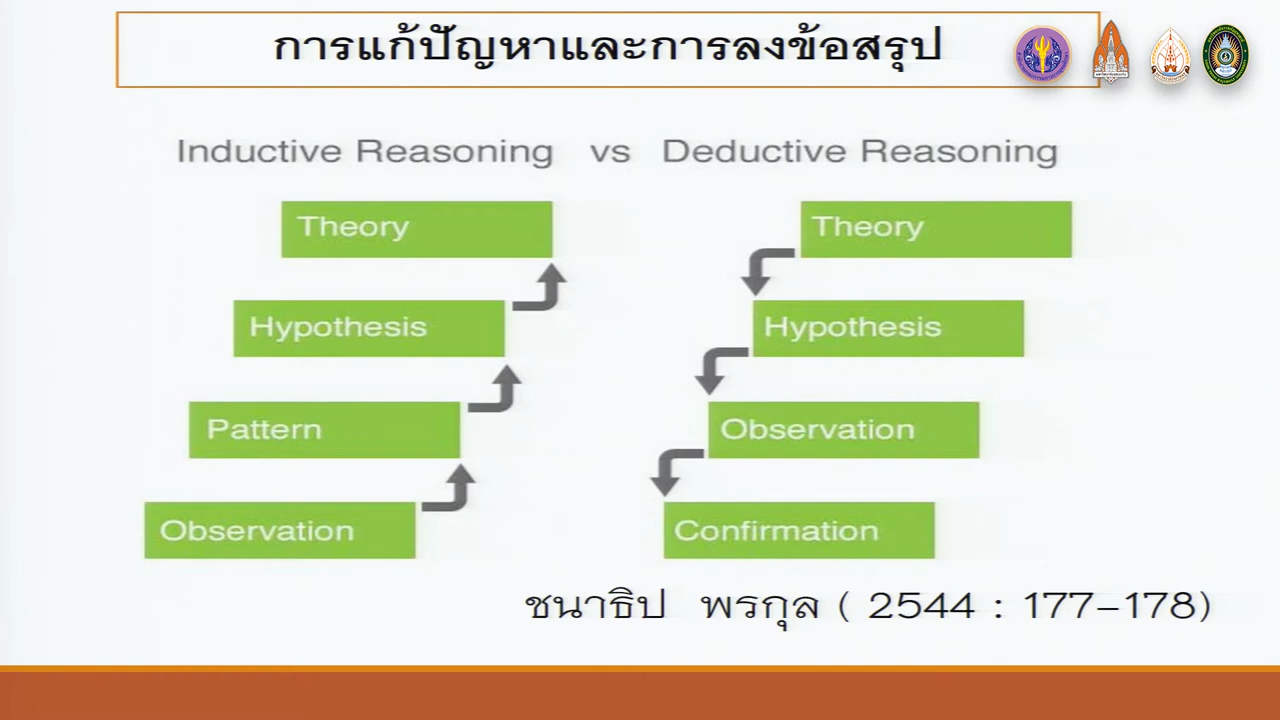 การแก้ปัญหาและการลงข้อสรุป
Inductive Reasoning vs Deductive Reasoning
Theory
Hypothesis
Pattern
Observation
Theory
Hypothesis
Observation
Confirmation
ชนาธิป พรกุล ( 2544 : 177-178)